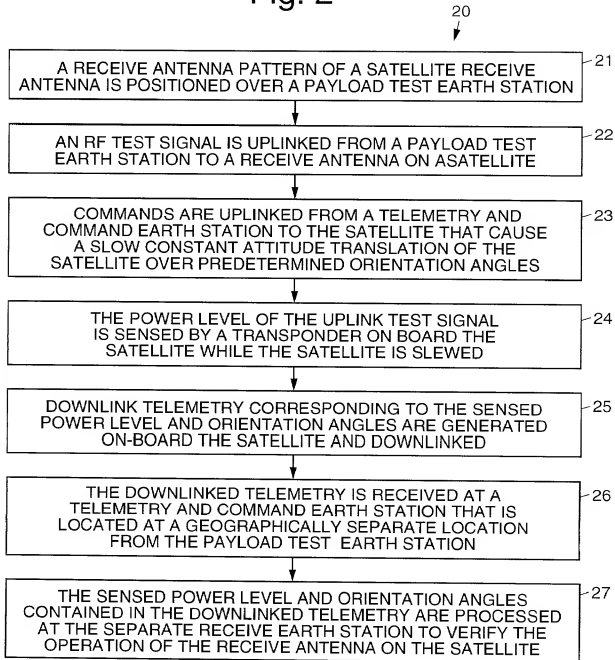 Fig. 2
20
A RECEIVE ANTENNA PATTERN OF A SATELLITE RECEIVE
ANTENNA IS POSITIONED OVER A PAYLOAD TEST EARTH STATION
21
AN RF TEST SIGNAL IS UPLINKED FROM A PAYLOAD TEST
EARTH STATION TO A RECEIVE ANTENNA ON ASATELLITE
22
COMMANDS ARE UPLINKED FROM A TELEMETRY AND
COMMAND EARTH STATION TO THE SATELLITE THAT CAUSE
A SLOW CONSTANT ATTITUDE TRANSLATION OF THE
SATELLITE OVER PREDETERMINED ORIENTATION ANGLES
23
THE POWER LEVEL OF THE UPLINK TEST SIGNAL
IS SENSED BY A TRANSPONDER ON BOARD THE
SATELLITE WHILE THE SATELLITE IS SLEWED
24
DOWNLINK TELEMETRY CORRESPONDING TO THE SENSED
POWER LEVEL AND ORIENTATION ANGLES ARE GENERATED
ON-BOARD THE SATELLITE AND DOWNLINKED
25
THE DOWNLINKED TELEMETRY IS RECEIVED AT A
TELEMETRY AND COMMAND EARTH STATION THAT IS
LOCATED AT A GEOGRAPHICALLY SEPARATE LOCATION
FROM THE PAYLOAD TEST EARTH STATION
26
THE SENSED POWER LEVEL AND ORIENTATION ANGLES
CONTAINED IN THE DOWNLINKED TELEMETRY ARE PROCESSED
AT THE SEPARATE RECEIVE EARTH STATION TO VERIFY THE
OPERATION OF THE RECEIVE ANTENNA ON THE SATELLITE
27